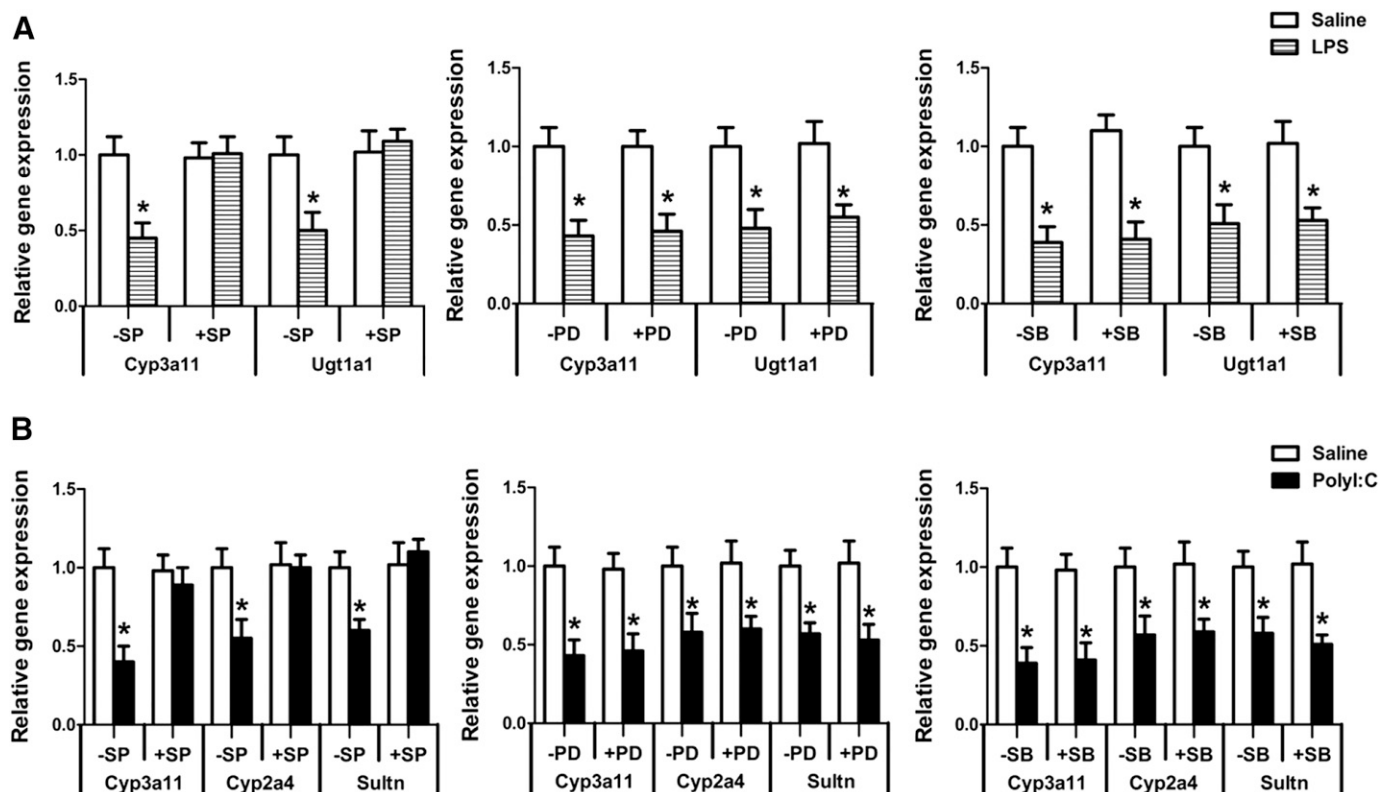 A
Saline
LPS
Relative gene expression
1.5
1.0
0.5
0.0
* *
-SP +SP -SP +SP
Cyp3a11 Ugt1a1
Relative gene expression
1.5
1.0
0.5
0.0
* * * *
-PD +PD -PD +PD
Cyp3a11 Ugt1a1
Relative gene expression
1.5
1.0
0.5
0.0
* * * *
-SB +SB -SB +SB
Cyp3a11 Ugt1a1
B
Saline
PolyI:C
Relative gene expression
1.5
1.0
0.5
0.0
* * *
-SP +SP -SP +SP -SP +SP
Cyp3a11 Cyp2a4 Sultn
Relative gene expression
1.5
1.0
0.5
0.0
* * * * * *
-PD +PD -PD +PD -PD +PD
Cyp3a11 Cyp2a4 Sultn
Relative gene expression
1.5
1.0
0.5
0.0
* * * * * *
-SB +SB -SB +SB -SB +SB
Cyp3a11 Cyp2a4 Sultn